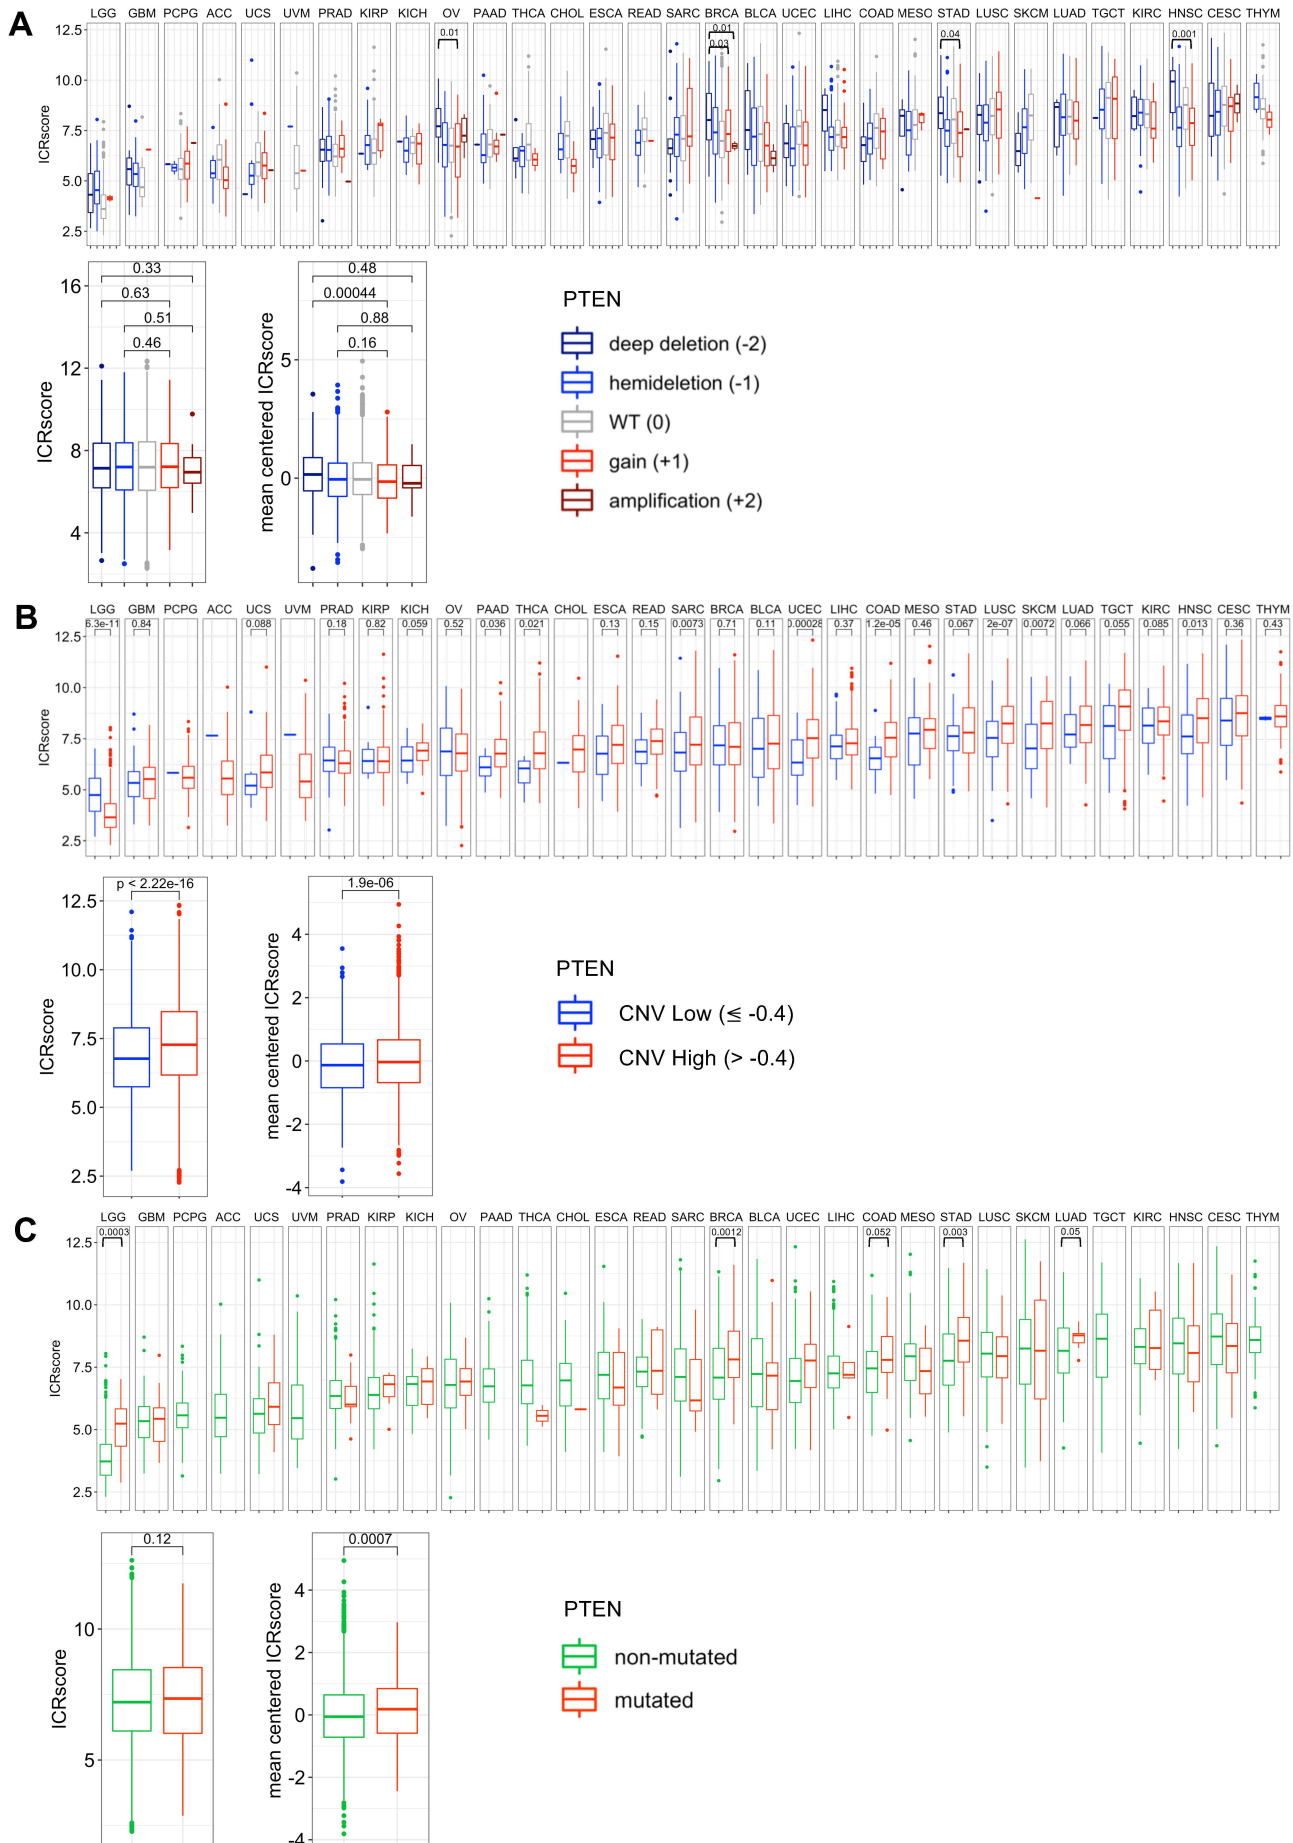 A
LGG GBM PCPG ACC UCS UVM PRAD KIRP KICH OV PAAD THCA CHOL ESCA READ SARC BRCA BLCA UCEC LIHC COAD MESO STAD LUSC SKCM LUAD TGCT KIRC HNSC CESC THYM
12.5
0.01 0.01 0.04 0.001
0.03
10.0
7.5
5.0
2.5
ICRscore
0.33
0.63
0.51
0.46
16
12
8
4
ICRscore
0.48
0.00044
0.88
0.16
5
0
mean centered ICRscore
PTEN
deep deletion (-2)
hemideletion (-1)
WT (0)
gain (+1)
amplification (+2)
B
LGG GBM PCPG ACC UCS UVM PRAD KIRP KICH OV PAAD THCA CHOL ESCA READ SARC BRCA BLCA UCEC LIHC COAD MESO STAD LUSC SKCM LUAD TGCT KIRC HNSC CESC THYM
6.3e-11 0.84 0.088 0.18 0.82 0.059 0.52 0.036 0.021 0.13 0.15 0.0073 0.71 0.11 0.00028 0.37 1.2e-05 0.46 0.067 2e-07 0.0072 0.066 0.055 0.085 0.013 0.36 0.43
12.5
10.0
7.5
5.0
2.5
ICRscore
p < 2.22e-16
12.5
10.0
7.5
5.0
2.5
ICRscore
1.9e-06
4
2
0
-2
-4
mean centered ICRscore
PTEN
CNV Low (≤ -0.4)
CNV High (> -0.4)
C
LGG GBM PCPG ACC UCS UVM PRAD KIRP KICH OV PAAD THCA CHOL ESCA READ SARC BRCA BLCA UCEC LIHC COAD MESO STAD LUSC SKCM LUAD TGCT KIRC HNSC CESC THYM
0.0003 0.0012 0.052 0.003 0.05
12.5
10.0
7.5
5.0
2.5
ICRscore
0.12
10
5
ICRscore
0.0007
4
2
0
-2
-4
mean centered ICRscore
PTEN
non-mutated
mutated